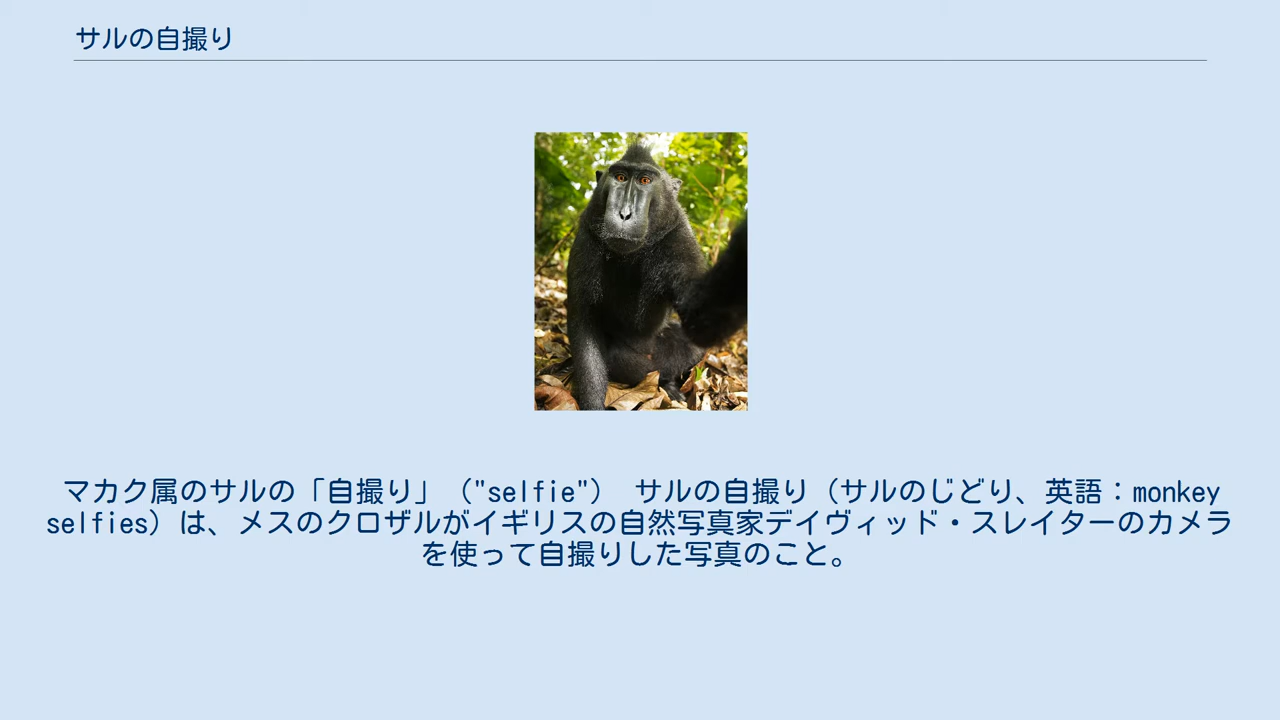 サルの自撮り
マカク属のサルの「自撮り」（"selfie"） サルの自撮り（サルのじどり、英語：monkey
selfies）は、メスのクロザルがイギリスの自然写真家デイヴィッド・スレイターのカメラ
を使って自撮りした写真のこと。